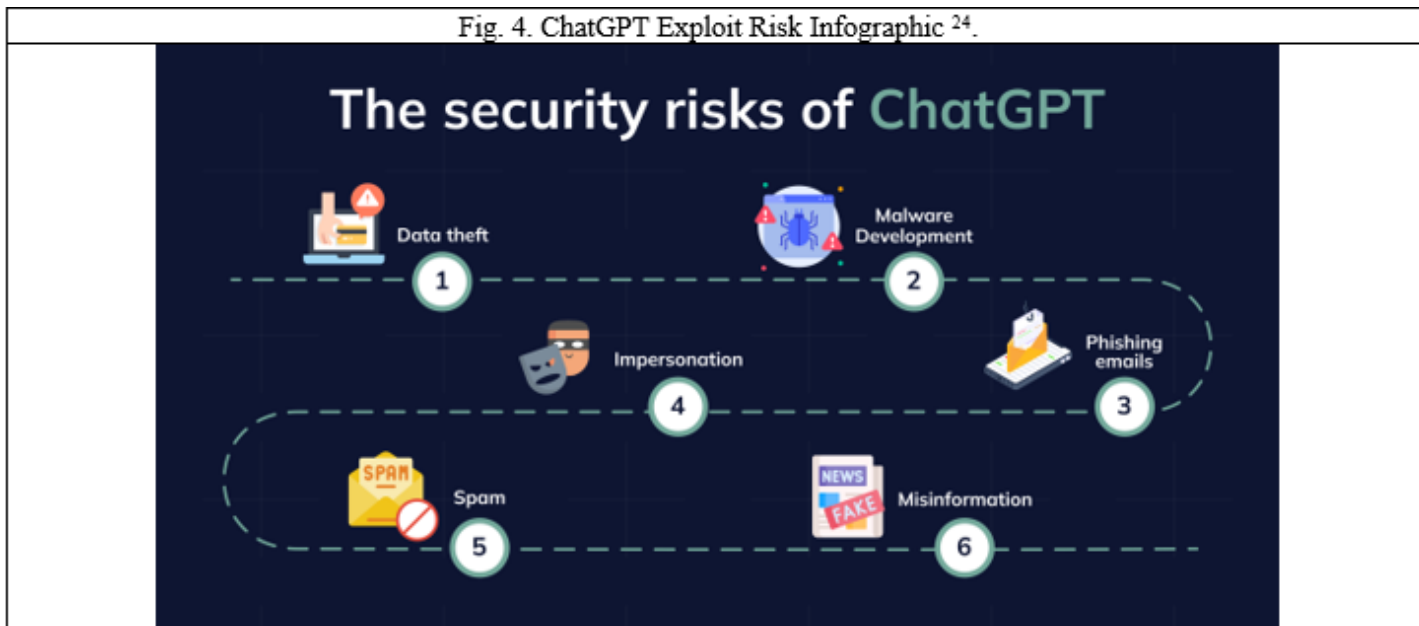 Fig. 4. ChatGPT Exploit Risk Infographic 24.
The security risks of ChatGPT
Data theft
1
Malware
Development
2
Phishing
emails
3
Impersonation
4
SPAM
Spam
5
NEWS
FAKE
Misinformation
6